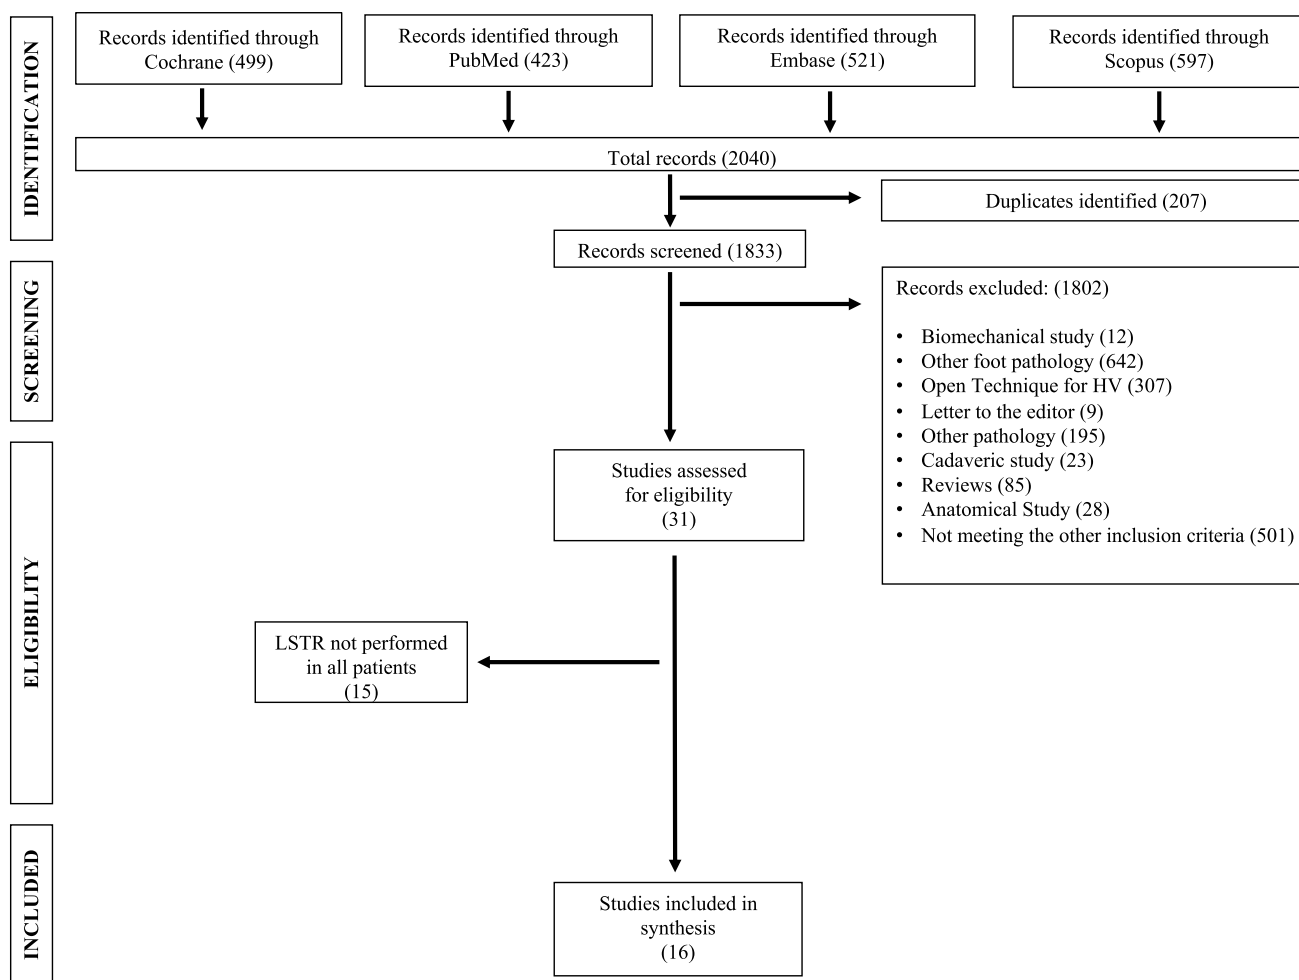 IDENTIFICATION
Records identified through
Cochrane (499)
Records identified through
PubMed (423)
Records identified through
Embase (521)
Records identified through
Scopus (597)
Total records (2040)
Duplicates identified (207)
Records screened (1833)
SCREENING
Records excluded: (1802)
• Biomechanical study (12)
• Other foot pathology (642)
• Open Technique for HV (307)
• Letter to the editor (9)
• Other pathology (195)
• Cadaveric study (23)
• Reviews (85)
• Anatomical Study (28)
• Not meeting the other inclusion criteria (501)
ELIGIBILITY
Studies assessed
for eligibility
(31)
LSTR not performed
in all patients
(15)
INCLUDED
Studies included in
synthesis
(16)